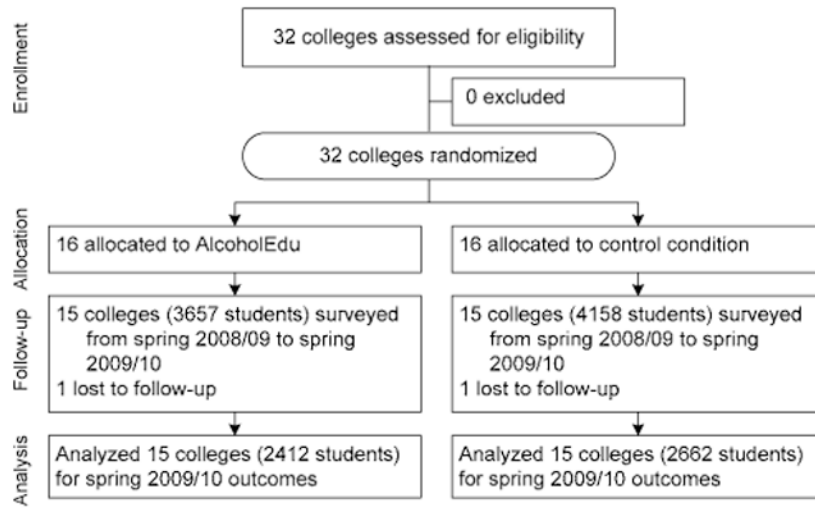 Enrollment
32 colleges assessed for eligibility
0 excluded
32 colleges randomized
Allocation
16 allocated to AlcoholEdu
16 allocated to control condition
Follow-up
15 colleges (3657 students) surveyed
from spring 2008/09 to spring
2009/10
1 lost to follow-up
15 colleges (4158 students) surveyed
from spring 2008/09 to spring
2009/10
1 lost to follow-up
Analysis
Analyzed 15 colleges (2412 students)
for spring 2009/10 outcomes
Analyzed 15 colleges (2662 students)
for spring 2009/10 outcomes